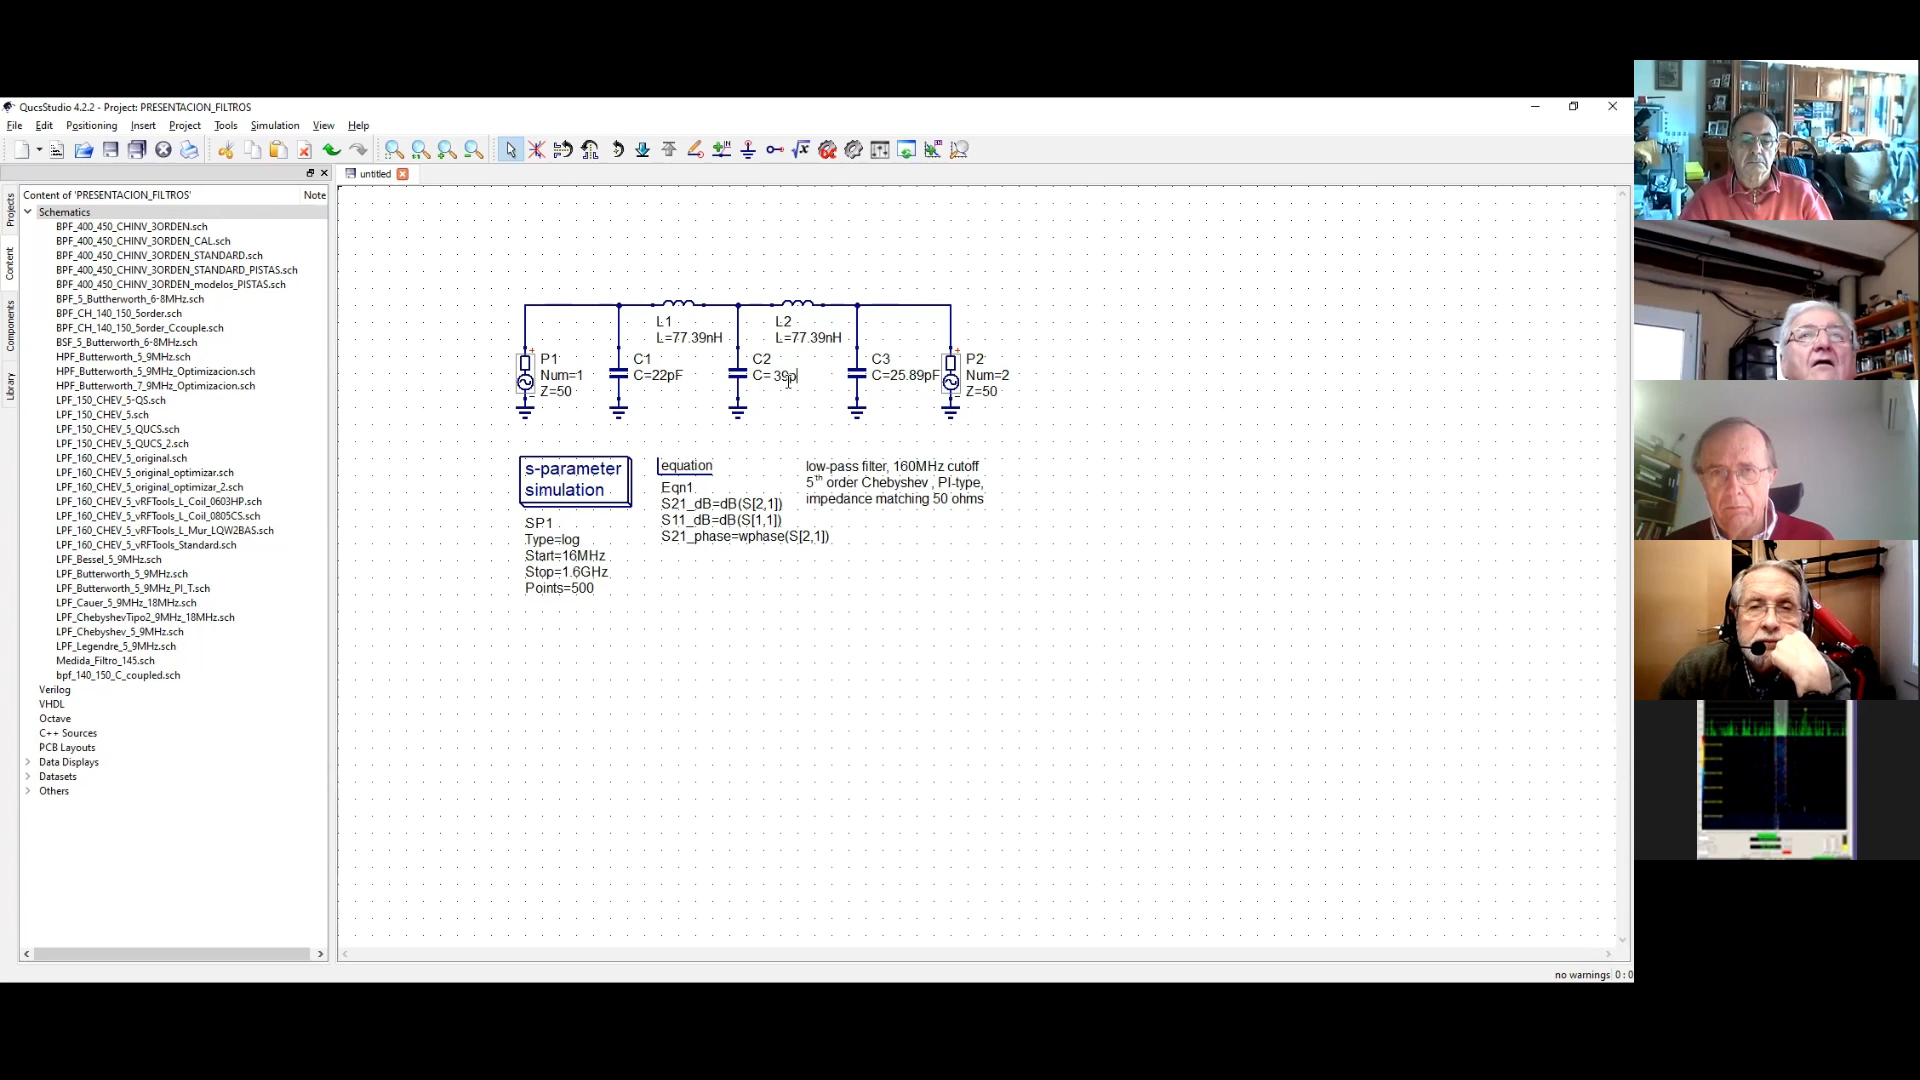 QucsStudio 4.2.2 - Project: PRESENTACION_FILTROS
File Edit Positioning Insert Project Tools Simulation View Help
untitled
Content of 'PRESENTACION_FILTROS' Note
Projects
Content
Components
Library
Schematics
BPF_400_450_CHINV_3ORDEN.sch
BPF_400_450_CHINV_3ORDEN_CAL.sch
BPF_400_450_CHINV_3ORDEN_STANDARD.sch
BPF_400_450_CHINV_3ORDEN_STANDARD_PISTAS.sch
BPF_400_450_CHINV_3ORDEN_modelos_PISTAS.sch
BPF_5_Buttherworth_6-8MHz.sch
BPF_CH_140_150_5order.sch
BPF_CH_140_150_5order_Ccouple.sch
BSF_5_Butterworth_6-8MHz.sch
HPF_Butterworth_5_9MHz.sch
HPF_Butterworth_5_9MHz_Optimizacion.sch
HPF_Butterworth_7_9MHz_Optimizacion.sch
LPF_150_CHEV_5-QS.sch
LPF_150_CHEV_5.sch
LPF_150_CHEV_5_QUCS.sch
LPF_150_CHEV_5_QUCS_2.sch
LPF_160_CHEV_5_original.sch
LPF_160_CHEV_5_original_optimizar.sch
LPF_160_CHEV_5_original_optimizar_2.sch
LPF_160_CHEV_5_vRFTools_L_Coil_0603HP.sch
LPF_160_CHEV_5_vRFTools_L_Coil_0805CS.sch
LPF_160_CHEV_5_vRFTools_L_Mur_LQW2BAS.sch
LPF_160_CHEV_5_vRFTools_Standard.sch
LPF_Bessel_5_9MHz.sch
LPF_Butterworth_5_9MHz.sch
LPF_Butterworth_5_9MHz_PI_T.sch
LPF_Cauer_5_9MHz_18MHz.sch
LPF_ChebyshevTipo2_9MHz_18MHz.sch
LPF_Chebyshev_5_9MHz.sch
LPF_Legendre_5_9MHz.sch
Medida_Filtro_145.sch
bpf_140_150_C_coupled.sch
Verilog
VHDL
Octave
C++ Sources
PCB Layouts
Data Displays
Datasets
Others
L1
L=77.39nH
L2
L=77.39nH
P1
Num=1
Z=50
C1
C=22pF
C2
C= 39p
C3
C=25.89pF
P2
Num=2
Z=50
s-parameter
simulation
SP1
Type=log
Start=16MHz
Stop=1.6GHz
Points=500
equation
Eqn1
S21_dB=dB(S[2,1])
S11_dB=dB(S[1,1])
S21_phase=wphase(S[2,1])
low-pass filter, 160MHz cutoff
5th order Chebyshev , PI-type,
impedance matching 50 ohms
no warnings 0 : 0